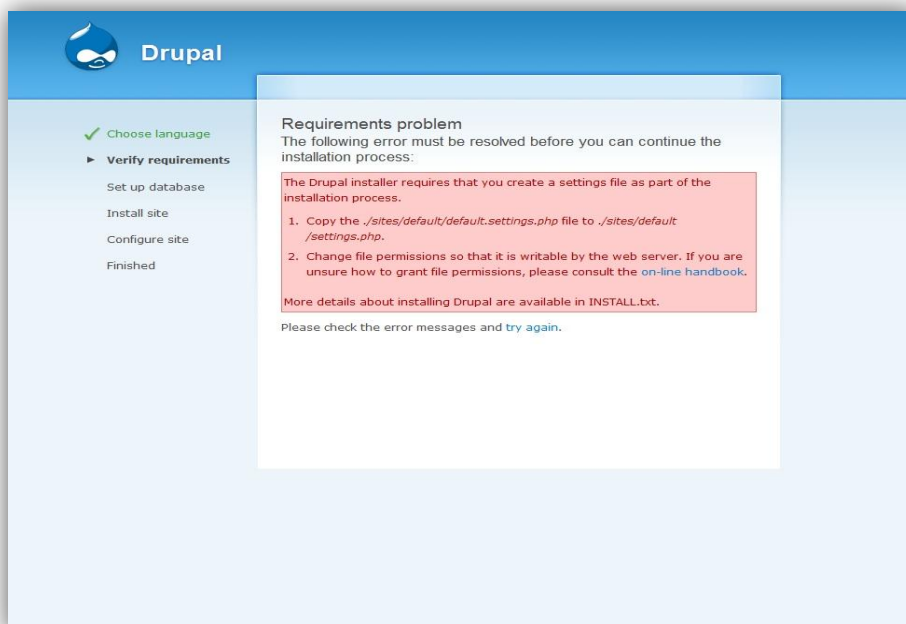 Drupal
Choose language
Verify requirements
Set up database
Install site
Configure site
Finished
Requirements problem
The following error must be resolved before you can continue the
installation process:
The Drupal installer requires that you create a settings file as part of the
installation process.
1. Copy the ./sites/default/default.settings.php file to ./sites/default
/settings.php.
2. Change file permissions so that it is writable by the web server. If you are
unsure how to grant file permissions, please consult the on-line handbook.
More details about installing Drupal are available in INSTALL.txt.
Please check the error messages and try again.